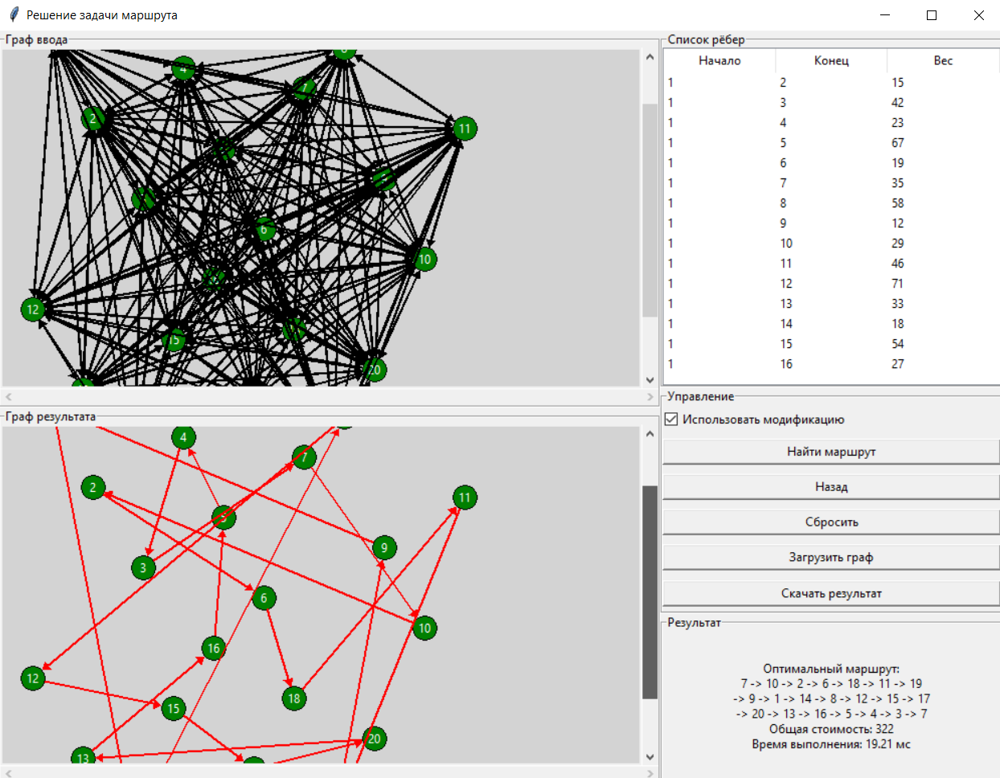 Решение задачи маршрута
Граф ввода
4
7
2
11
6
10
12
15
20
Список рёбер
Начало Конец Вес
1 2 15
1 3 42
1 4 23
1 5 67
1 6 19
1 7 35
1 8 58
1 9 12
1 10 29
1 11 46
1 12 71
1 13 33
1 14 18
1 15 54
1 16 27
Управление
Использовать модификацию
Найти маршрут
Назад
Сбросить
Загрузить граф
Скачать результат
Граф результата
4
7
2
11
5
9
3
6
10
16
12
18
15
20
13
Результат
Оптимальный маршрут:
7 -> 10 -> 2 -> 6 -> 18 -> 11 -> 19
-> 9 -> 1 -> 14 -> 8 -> 12 -> 15 -> 17
-> 20 -> 13 -> 16 -> 5 -> 4 -> 3 -> 7
Общая стоимость: 322
Время выполнения: 19.21 мс